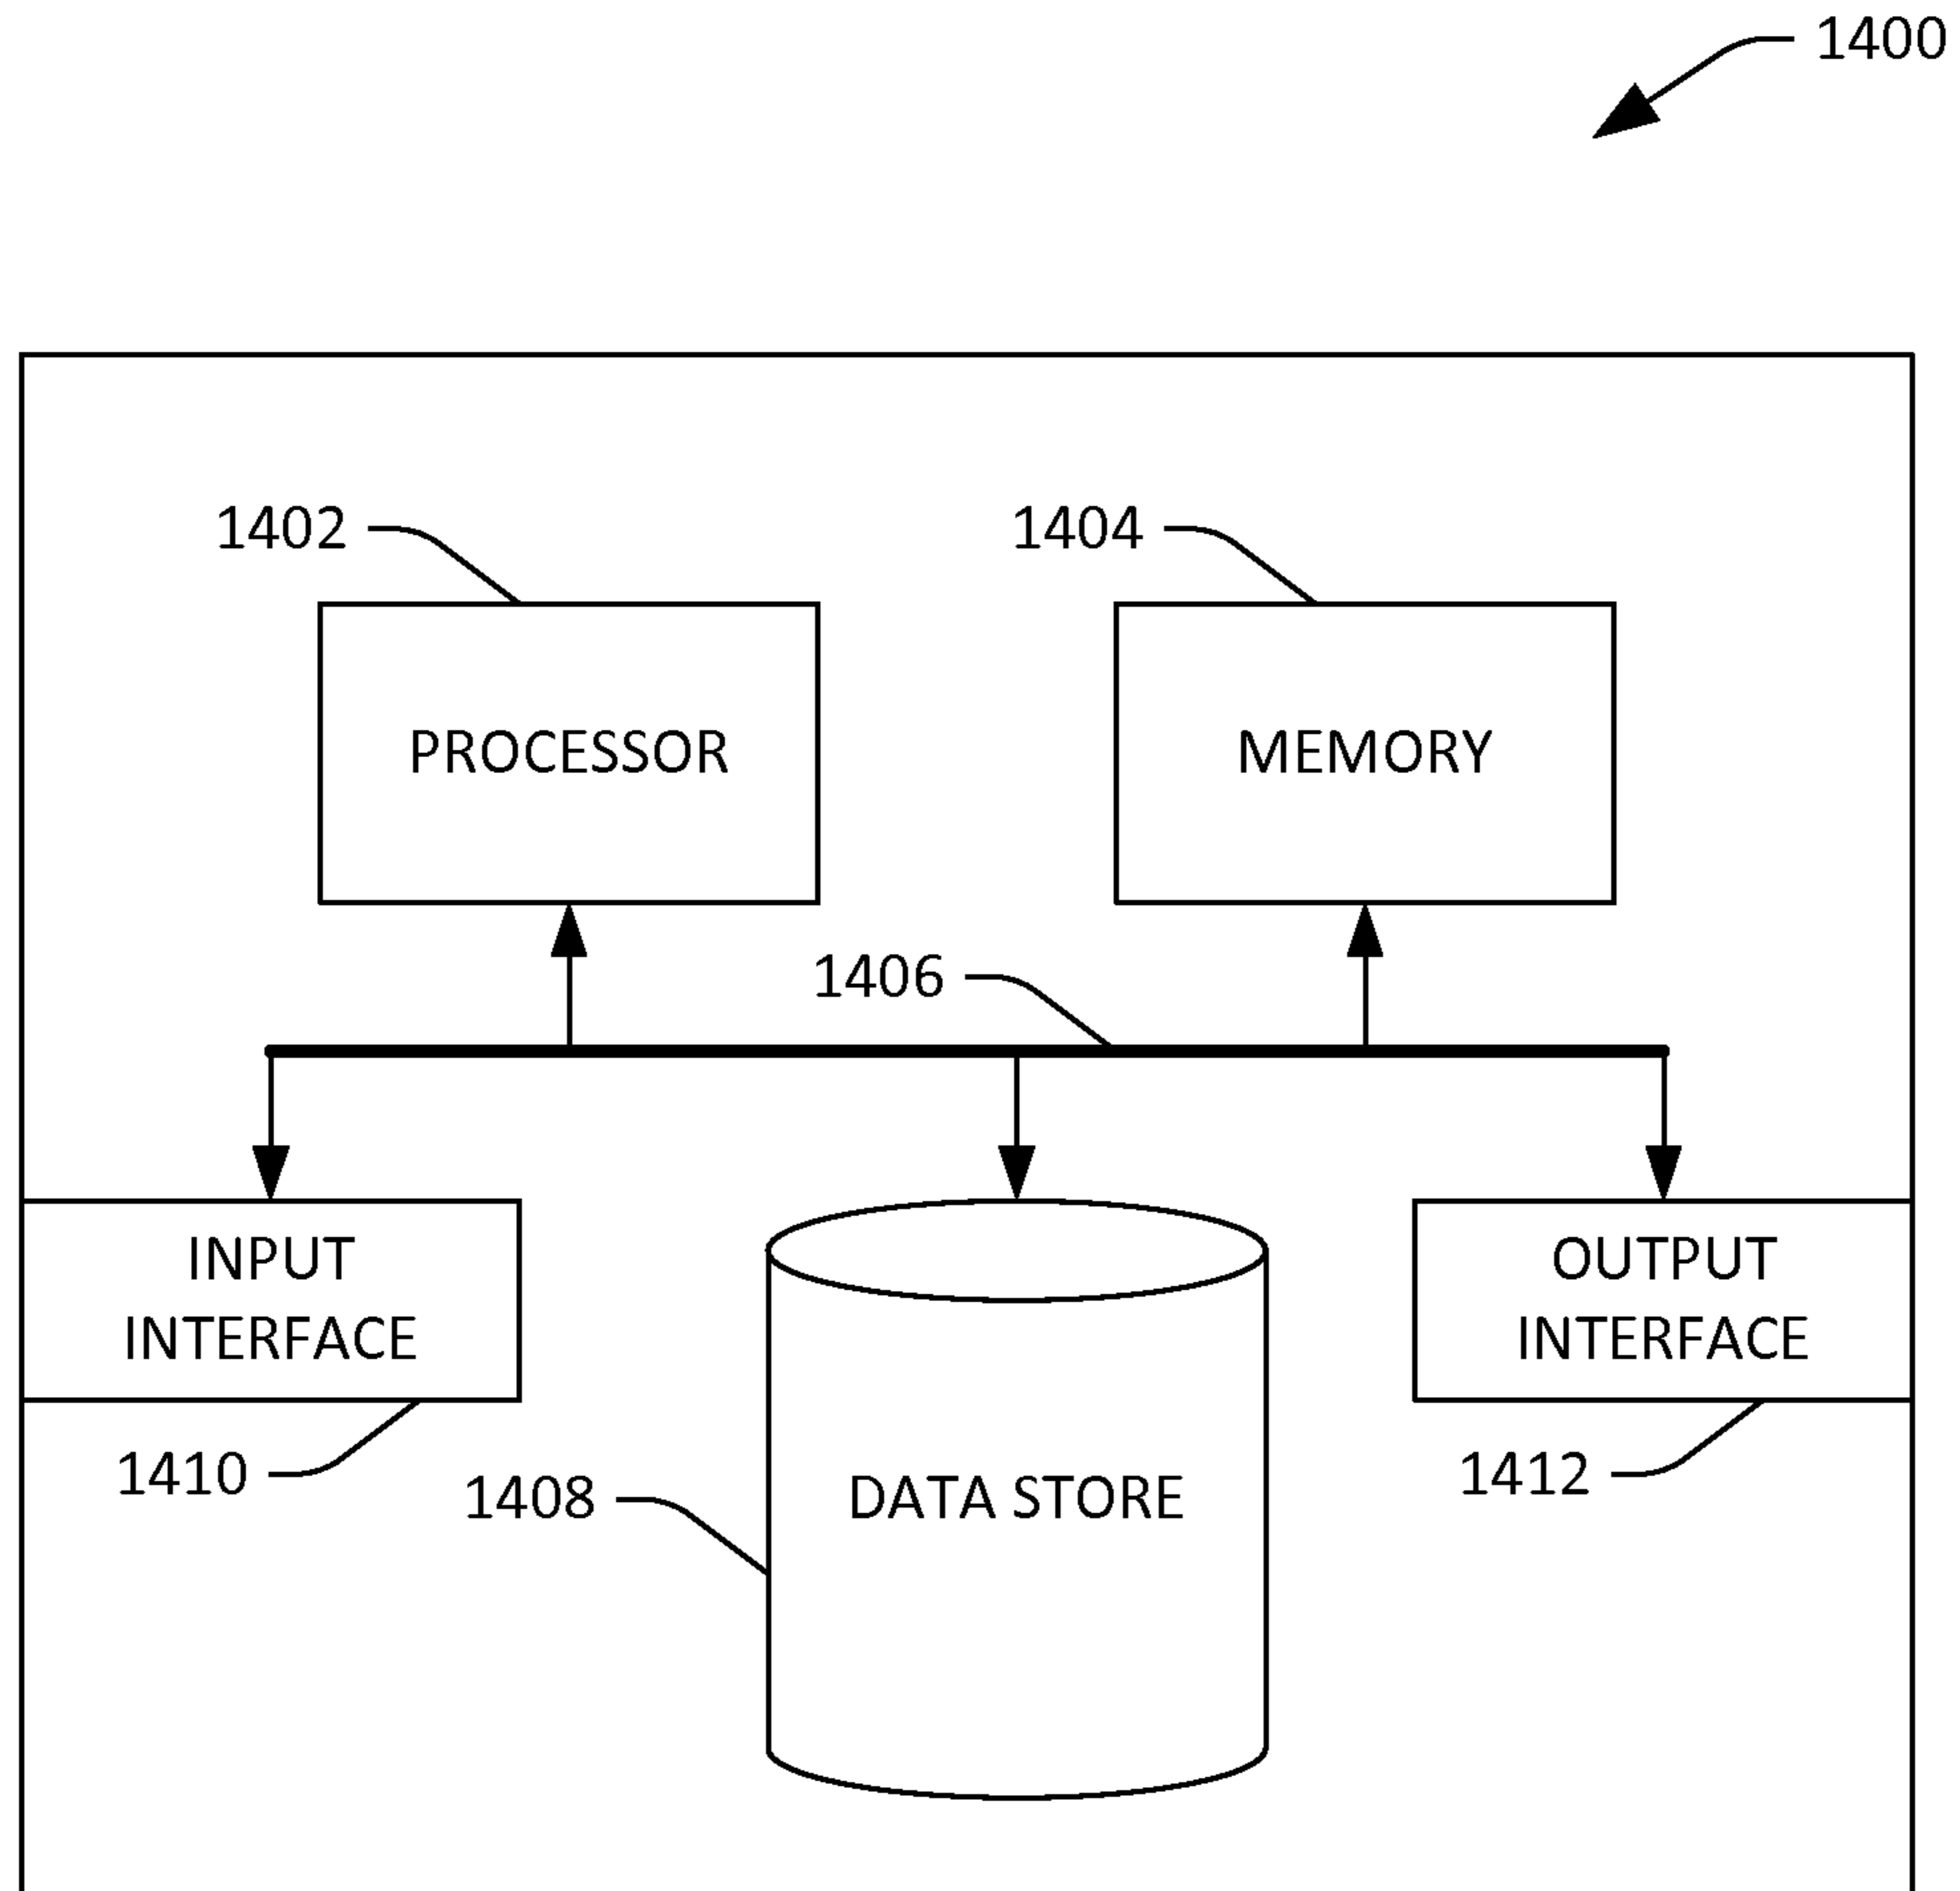 1400
1402
1404
PROCESSOR
MEMORY
1406
INPUT
INTERFACE
OUTPUT
INTERFACE
1410
1408
DATA STORE
1412